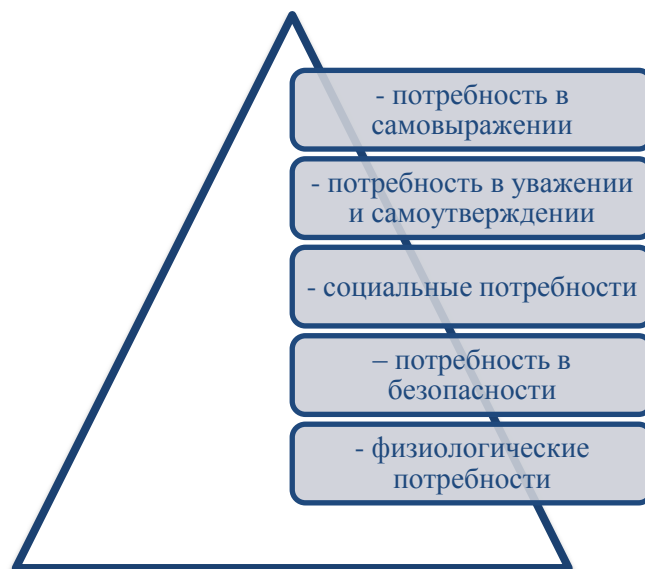 - потребность в
самовыражении
- потребность в уважении
и самоутверждении
- социальные потребности
– потребность в
безопасности
- физиологические
потребности